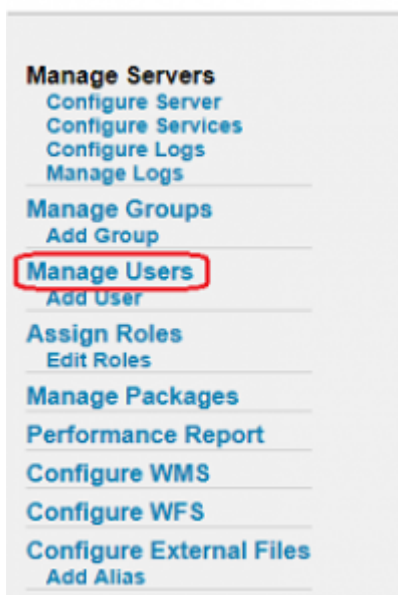 Manage Servers
Configure Server
Configure Services
Configure Logs
Manage Logs
Manage Groups
Add Group
Manage Users
Add User
Assign Roles
Edit Roles
Manage Packages
Performance Report
Configure WMS
Configure WFS
Configure External Files
Add Alias